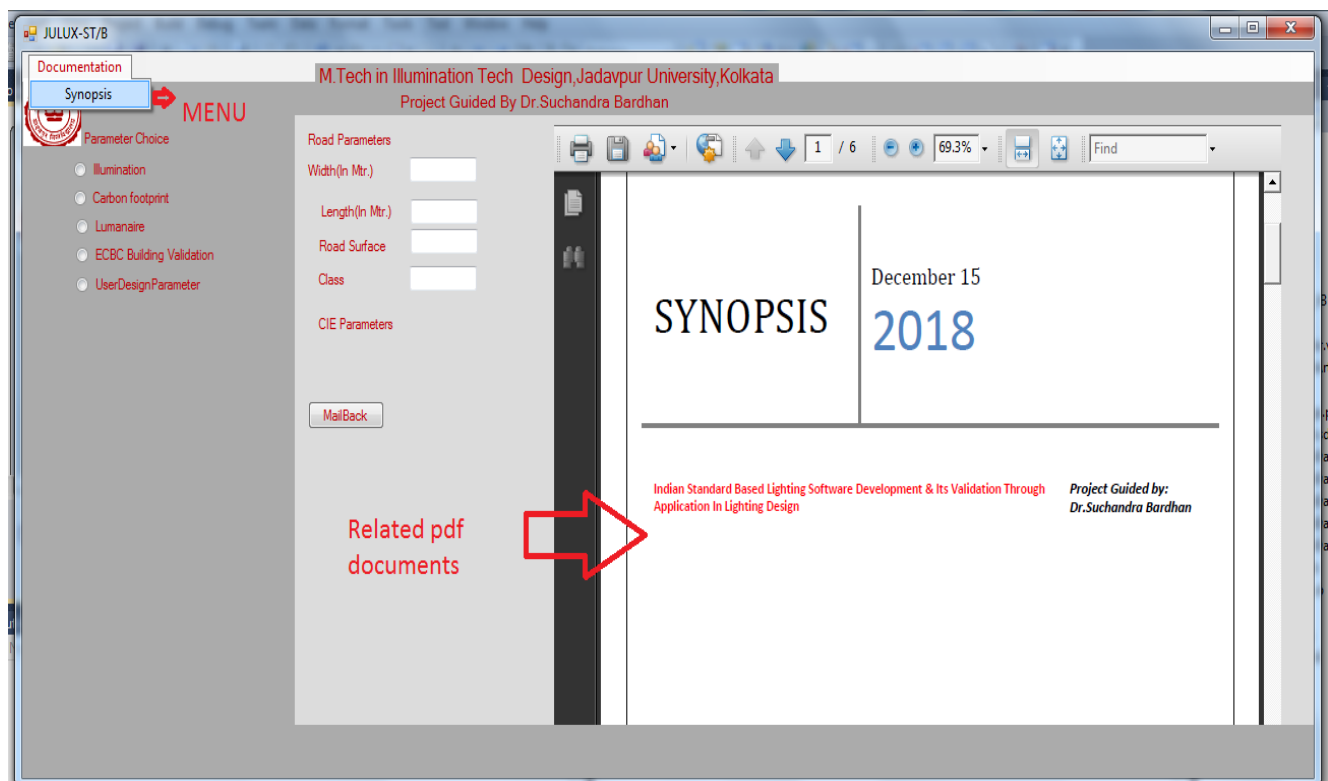 JULUX-ST/B
Documentation
Synopsis
MENU
M.Tech in Illumination Tech Design,Jadavpur University,Kolkata
Project Guided By Dr.Suchandra Bardhan
Parameter Choice
Illumination
Carbon footprint
Lumanaire
ECBC Building Validation
UserDesignParameter
Road Parameters
Width(In Mtr.)
Length(In Mtr.)
Road Surface
Class
CIE Parameters
MailBack
Related pdf
documents
1 / 6
69.3%
Find
SYNOPSIS
December 15
2018
Indian Standard Based Lighting Software Development & Its Validation Through
Application In Lighting Design
Project Guided by:
Dr.Suchandra Bardhan